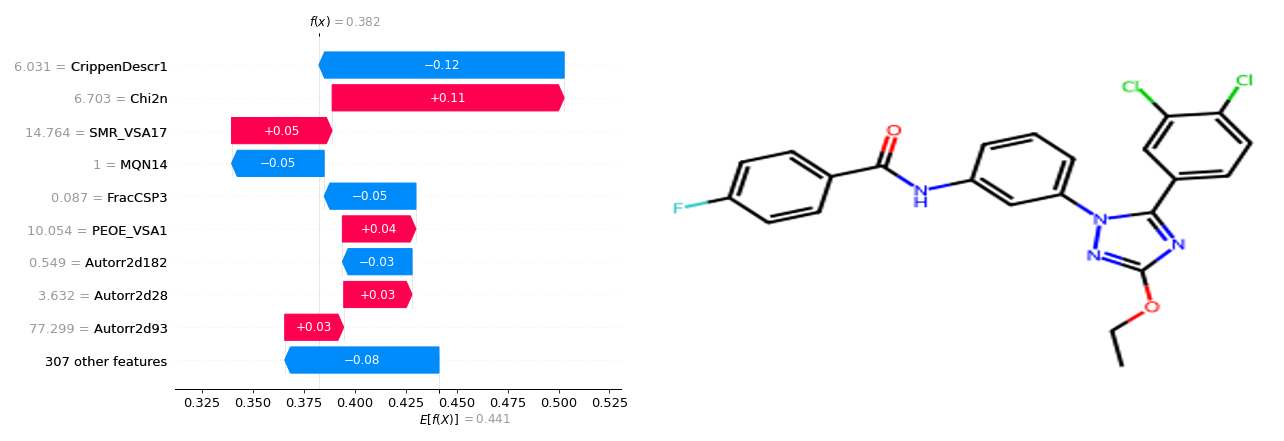 f(x) = 0.382
6.031 = CrippenDescr1
−0.12
6.703 = Chi2n
+0.11
14.764 = SMR_VSA17
+0.05
1 = MQN14
−0.05
0.087 = FracCSP3
−0.05
10.054 = PEOE_VSA1
+0.04
0.549 = Autorr2d182
−0.03
3.632 = Autorr2d28
+0.03
77.299 = Autorr2d93
+0.03
307 other features
−0.08
0.325 0.350 0.375 0.400 0.425 0.450 0.475 0.500 0.525
E[f(X)] = 0.441
Cl Cl
O
F
N
H
N
N
N
O